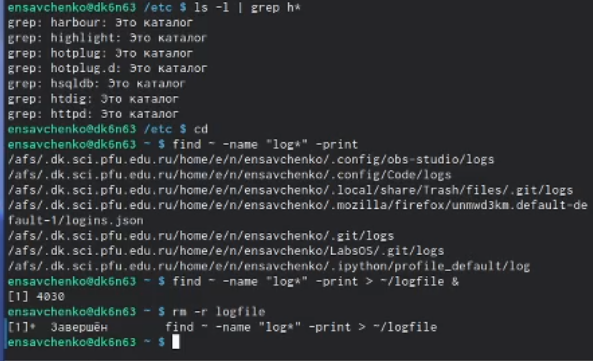 ensavchenko@dk6n63 /etc $ ls -l | grep h*
grep: harbour: Это каталог
grep: highlight: Это каталог
grep: hotplug: Это каталог
grep: hotplug.d: Это каталог
grep: hsqldb: Это каталог
grep: htdig: Это каталог
grep: httpd: Это каталог
ensavchenko@dk6n63 /etc $ cd
ensavchenko@dk6n63 ~ $ find ~ -name "log*" -print
/afs/.dk.sci.pfu.edu.ru/home/e/n/ensavchenko/.config/obs-studio/logs
/afs/.dk.sci.pfu.edu.ru/home/e/n/ensavchenko/.config/Code/logs
/afs/.dk.sci.pfu.edu.ru/home/e/n/ensavchenko/.local/share/Trash/files/.git/logs
/afs/.dk.sci.pfu.edu.ru/home/e/n/ensavchenko/.mozilla/firefox/unmwd3km.default-de
fault-1/logins.json
/afs/.dk.sci.pfu.edu.ru/home/e/n/ensavchenko/.git/logs
/afs/.dk.sci.pfu.edu.ru/home/e/n/ensavchenko/LabsOS/.git/logs
/afs/.dk.sci.pfu.edu.ru/home/e/n/ensavchenko/.ipython/profile_default/log
ensavchenko@dk6n63 ~ $ find ~ -name "log*" -print > ~/logfile &
[1] 4030
ensavchenko@dk6n63 ~ $ rm -r logfile
[1]+  Завершён        find ~ -name "log*" -print > ~/logfile
ensavchenko@dk6n63 ~ $